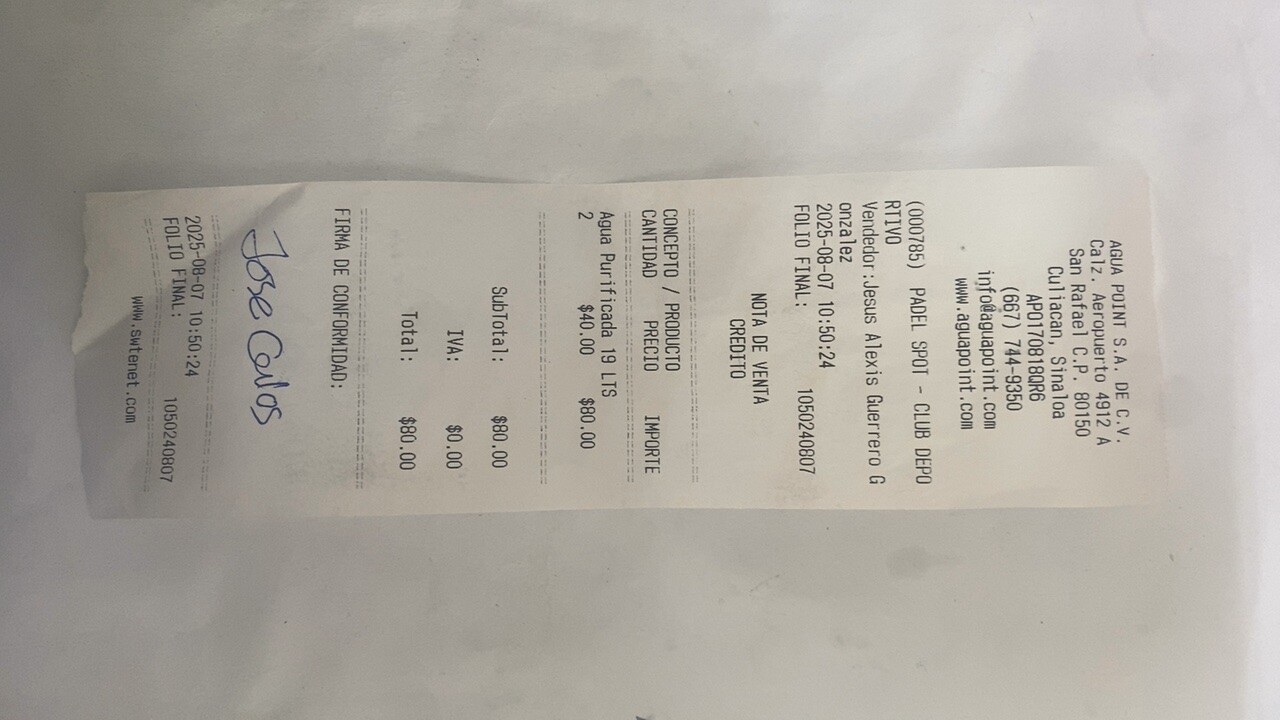 AGUA POINT S.A. DE C.V.
Calz. Aeropuerto 4912 A
San Rafael C.P. 80150
Culiacan, Sinaloa
APO170818QR6
(667) 744-9350
info@aguapoint.com
www.aguapoint.com
(000785) PADEL SPOT - CLUB DEPO
RTIVO
Vendedor:Jesus Alexis Guerrero G
onzalez
2025-08-07 10:50:24
FOLIO FINAL: 1050240807
NOTA DE VENTA
CREDITO
CONCEPTO / PRODUCTO
CANTIDAD PRECIO IMPORTE
Agua Purificada 19 LTS
2 $40.00 $80.00
SubTotal: $80.00
IVA: $0.00
Total: $80.00
FIRMA DE CONFORMIDAD:
Jose Carlos
2025-08-07 10:50:24
FOLIO FINAL: 1050240807
www.swtenet.com